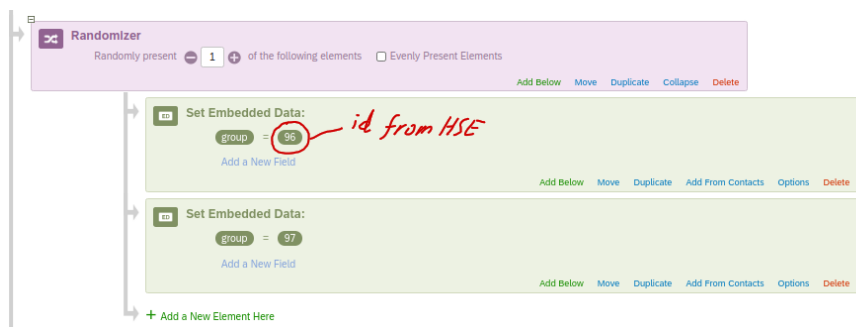 Randomizer
Randomly present 1 of the following elements Evenly Present Elements
Add Below Move Duplicate Collapse Delete
ED Set Embedded Data:
group = 96 id from HSE
Add a New Field
Add Below Move Duplicate Add From Contacts Options Delete
ED Set Embedded Data:
group = 97
Add a New Field
Add Below Move Duplicate Add From Contacts Options Delete
+ Add a New Element Here